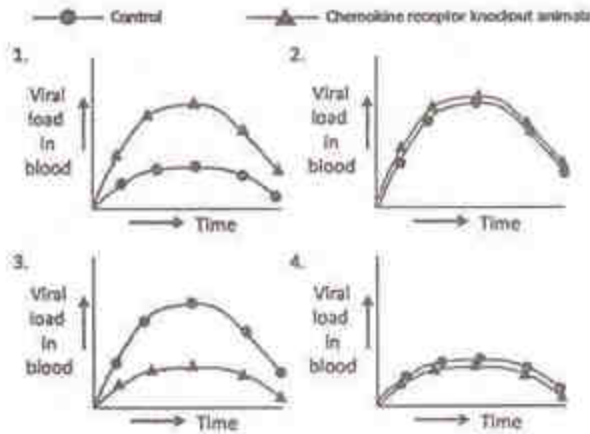 Control
Chemokine receptor knockout animals
1.
Viral
load
in
blood
Time
2.
Viral
load
in
blood
Time
3.
Viral
load
in
blood
Time
4.
Viral
load
in
blood
Time